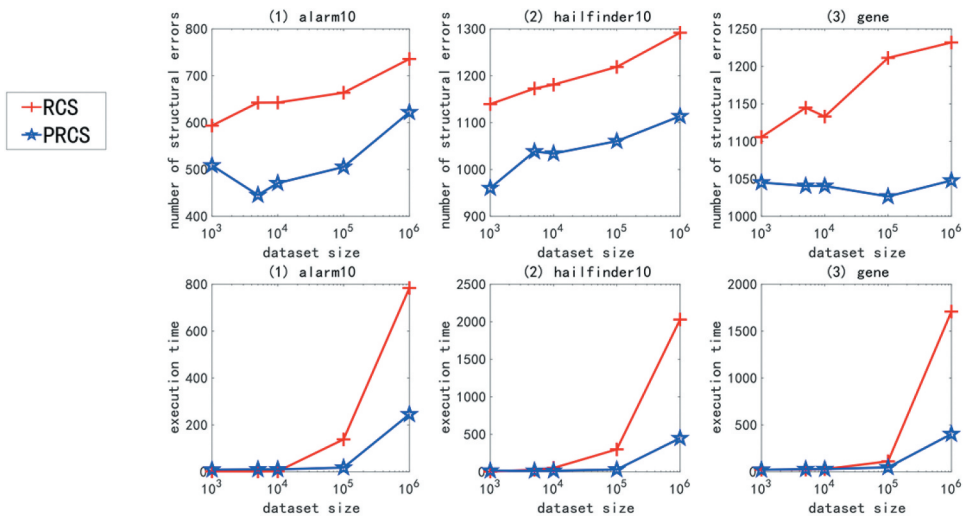 RCS
PRCS
(1) alarm10
number of structural errors
800
700
600
500
400
10^3 10^4 10^5 10^6
dataset size
(2) hailfinder10
number of structural errors
1300
1200
1100
1000
900
10^3 10^4 10^5 10^6
dataset size
(3) gene
number of structural errors
1250
1200
1150
1100
1050
1000
10^3 10^4 10^5 10^6
dataset size
(1) alarm10
execution time
800
600
400
200
0
10^3 10^4 10^5 10^6
dataset size
(2) hailfinder10
execution time
2500
2000
1500
1000
500
0
10^3 10^4 10^5 10^6
dataset size
(3) gene
execution time
2000
1500
1000
500
0
10^3 10^4 10^5 10^6
dataset size